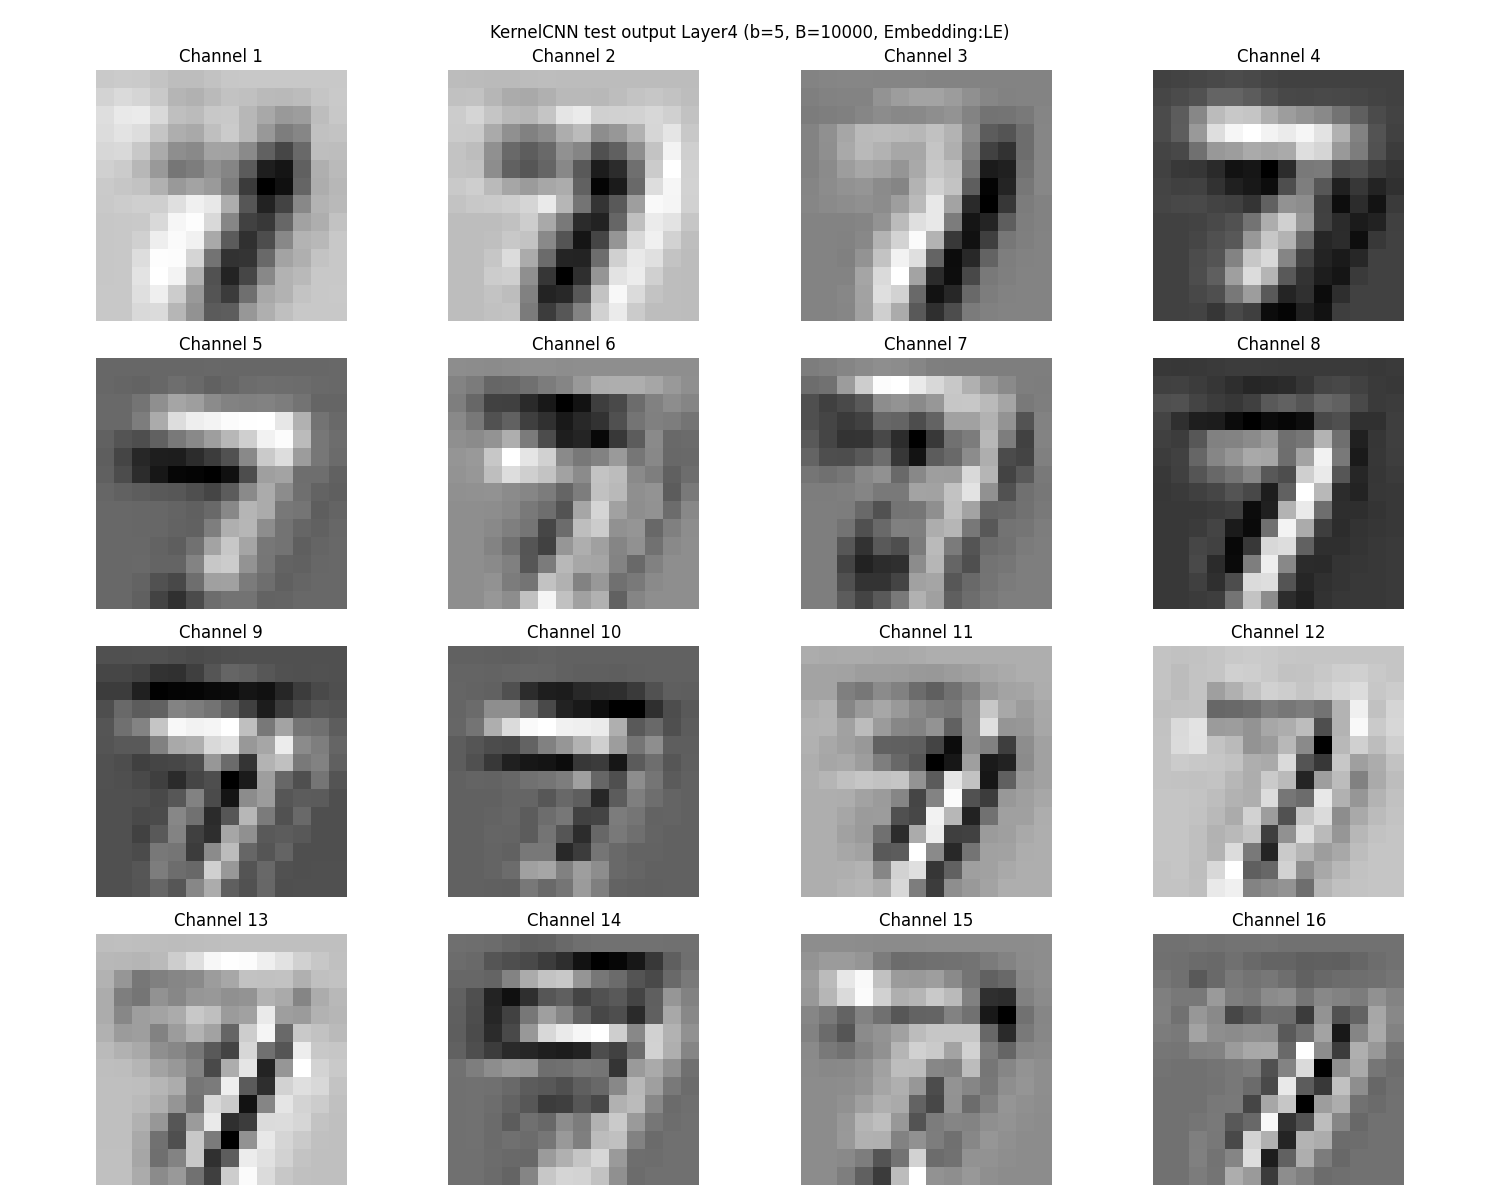 KernelCNN test output Layer4 (b=5, B=10000, Embedding:LE)
Channel 1 Channel 2 Channel 3 Channel 4
Channel 5 Channel 6 Channel 7 Channel 8
Channel 9 Channel 10 Channel 11 Channel 12
Channel 13 Channel 14 Channel 15 Channel 16